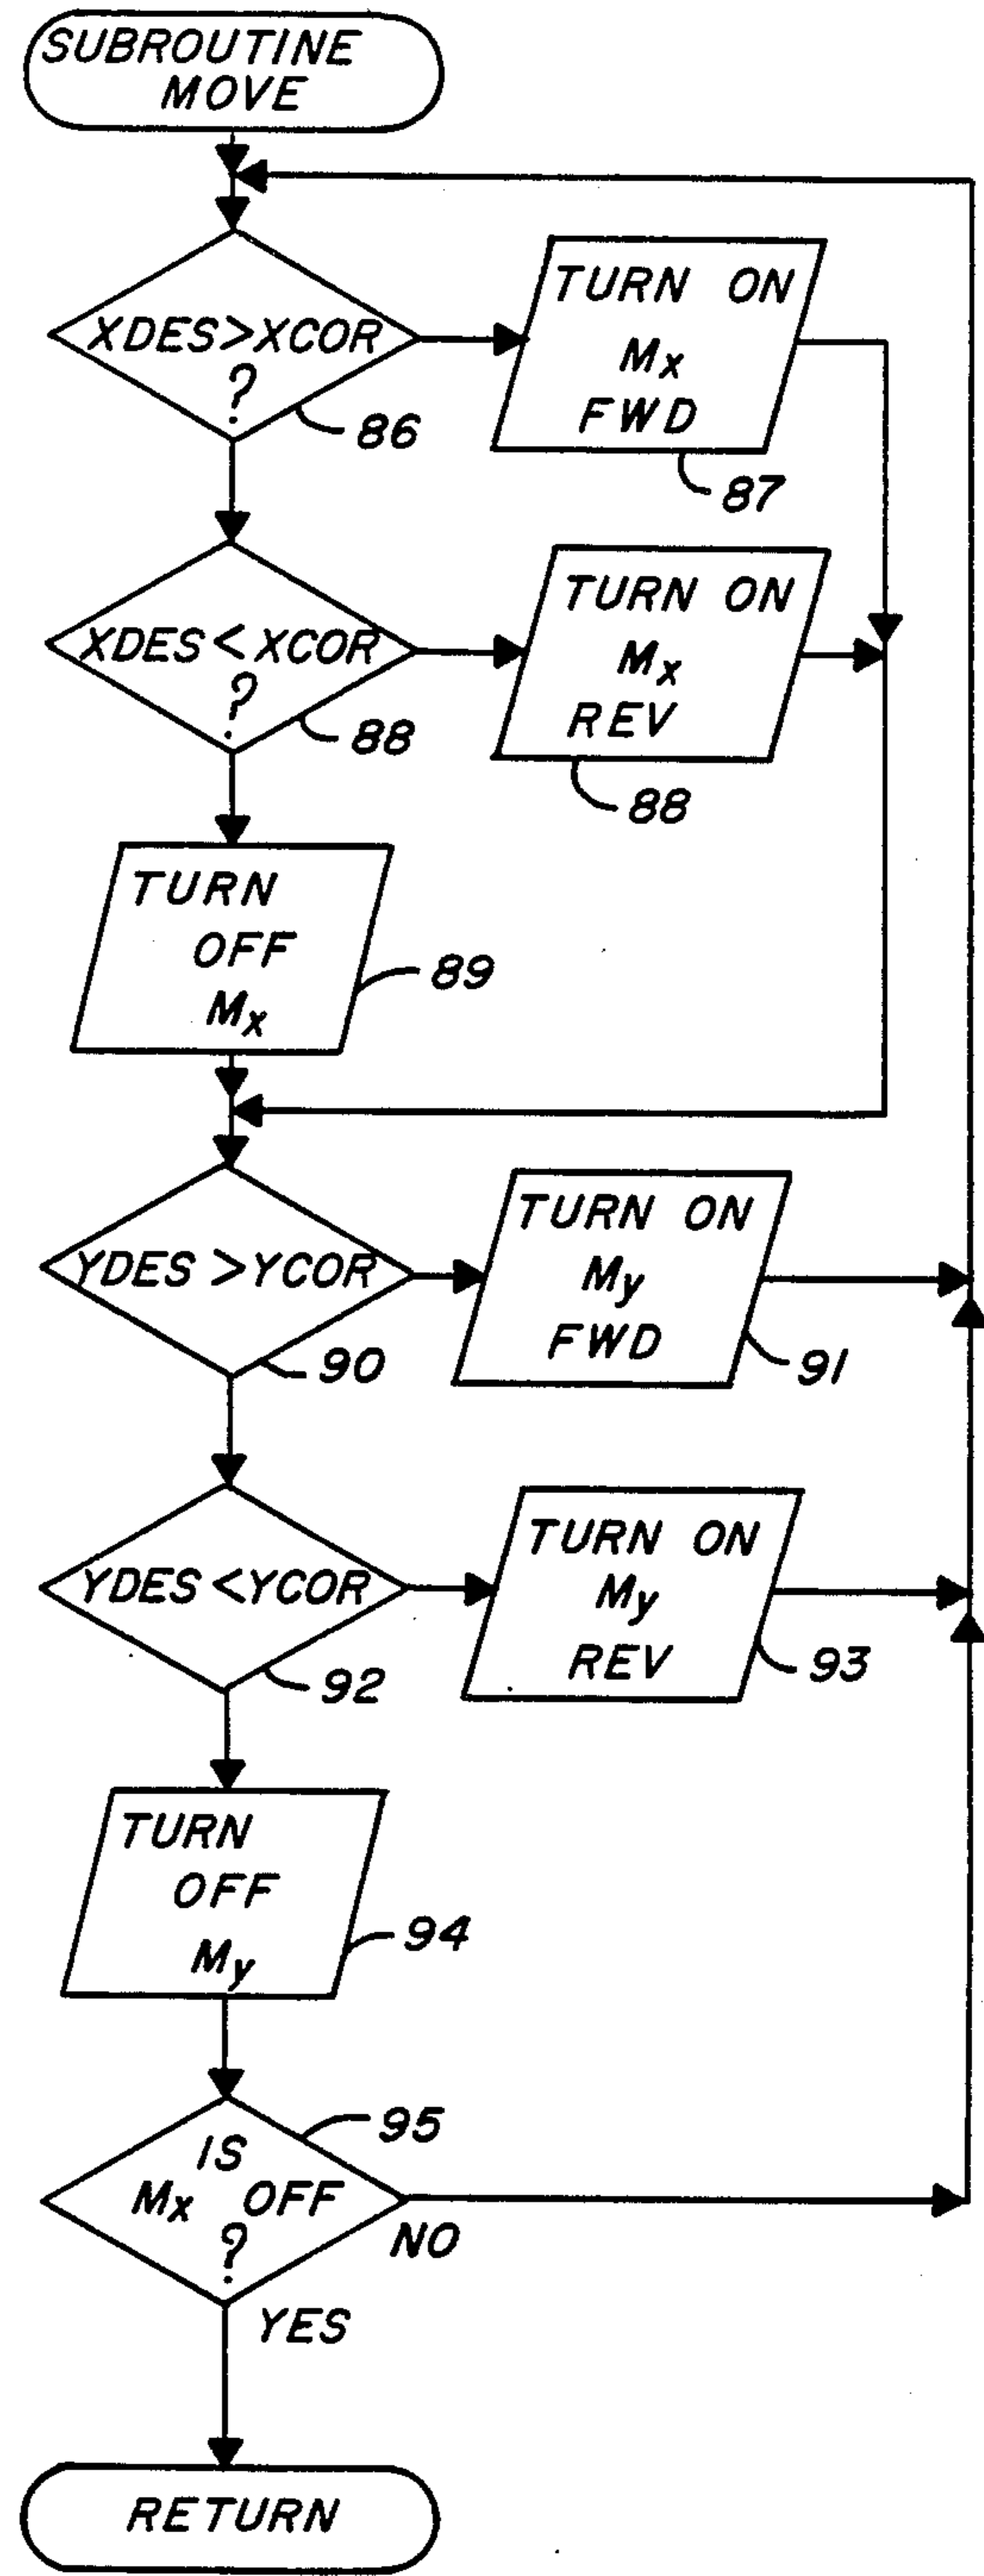 SUBROUTINE
MOVE
XDES>XCOR
?
86
TURN ON
Mx
FWD
87
XDES<XCOR
?
88
TURN ON
Mx
REV
88
TURN
OFF
Mx
89
YDES>YCOR
90
TURN ON
My
FWD
91
YDES<YCOR
92
TURN ON
My
REV
93
TURN
OFF
My
94
95
IS
Mx OFF
?
NO
YES
RETURN